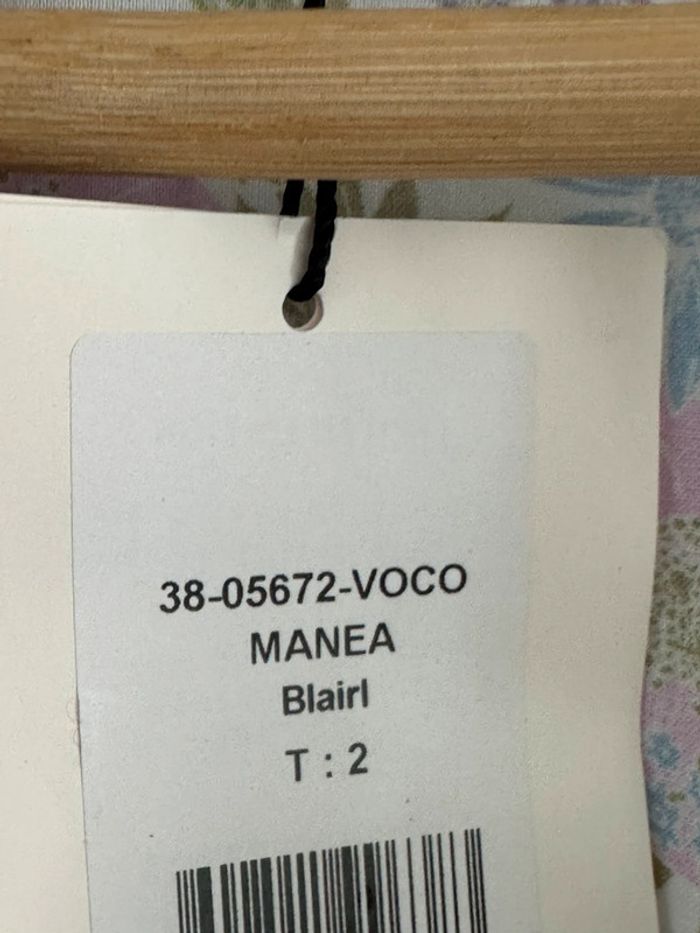 38-05672-VOCO
MANEA
Blairl
T : 2